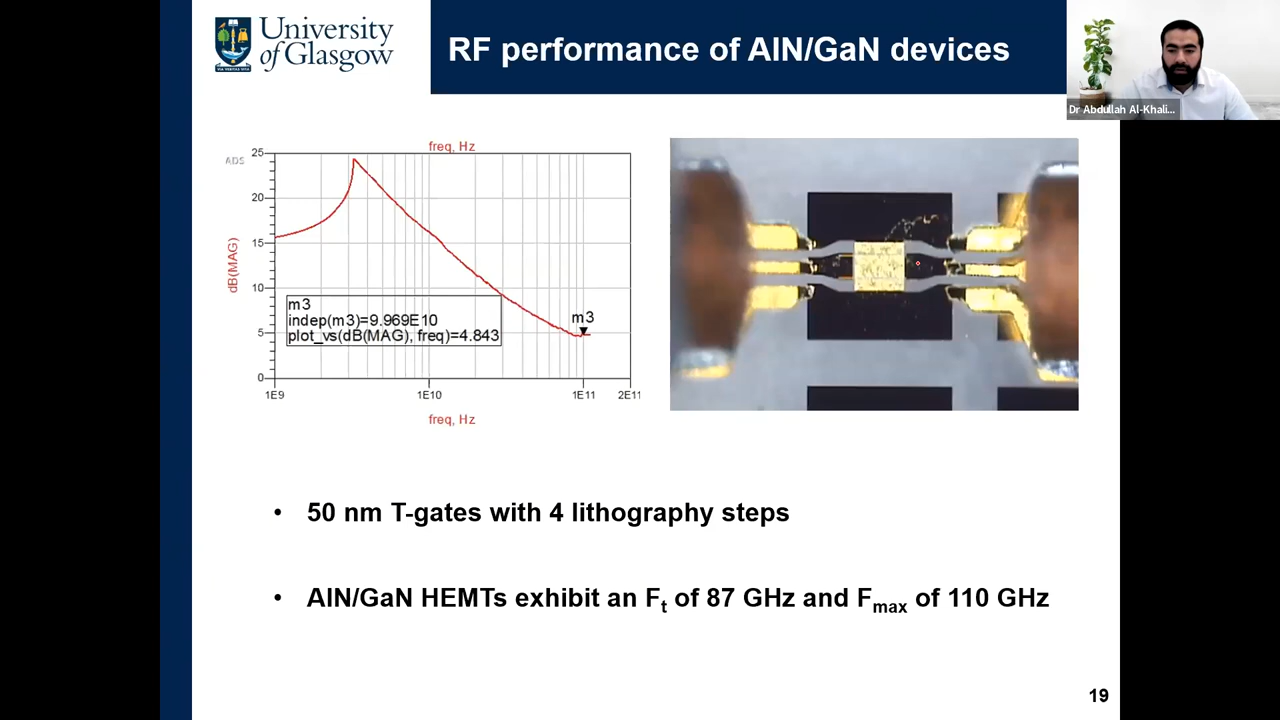 University
of Glasgow
RF performance of AlN/GaN devices
Dr Abdullah Al-Khali...
freq, Hz
ADS
25
20
15
10
5
0
dB(MAG)
m3
indep(m3)=9.969E10
plot_vs(dB(MAG), freq)=4.843
m3
1E9
1E10
1E11
2E11
freq, Hz
• 50 nm T-gates with 4 lithography steps
• AlN/GaN HEMTs exhibit an Ft of 87 GHz and Fmax of 110 GHz
19